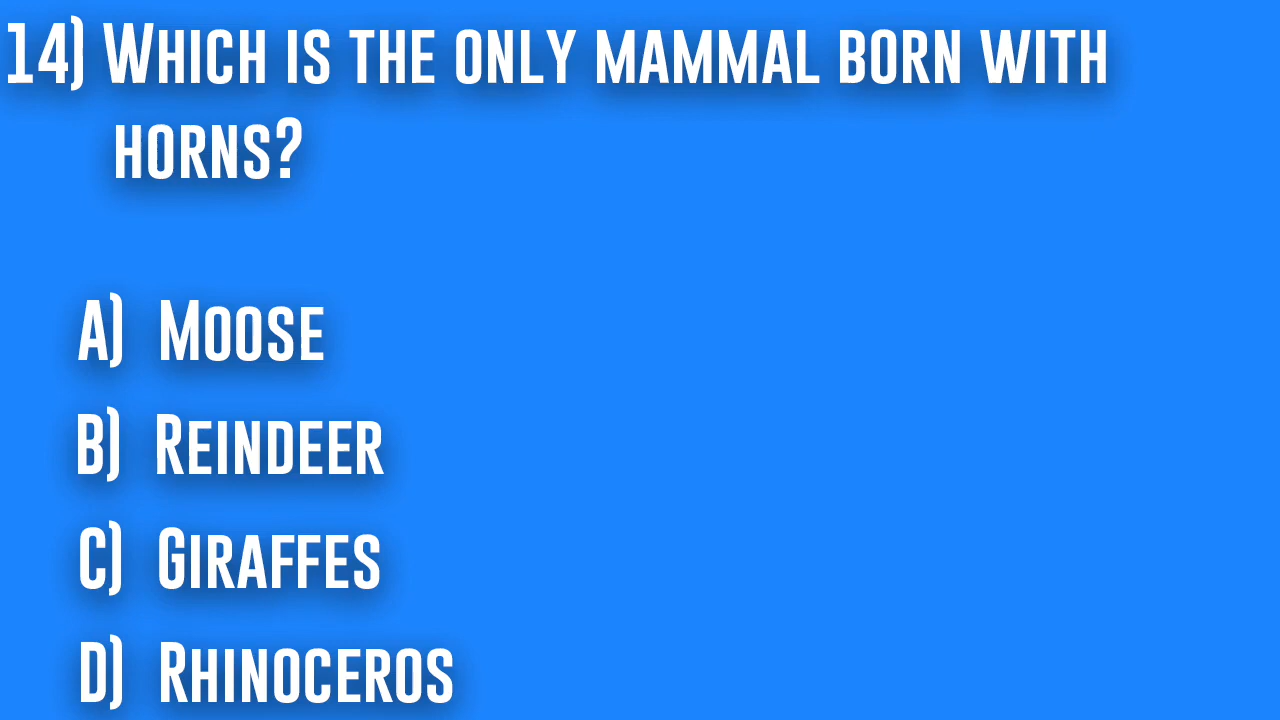 14) Which is the only mammal born with
horns?
A) Moose
B) Reindeer
C) Giraffes
D) Rhinoceros